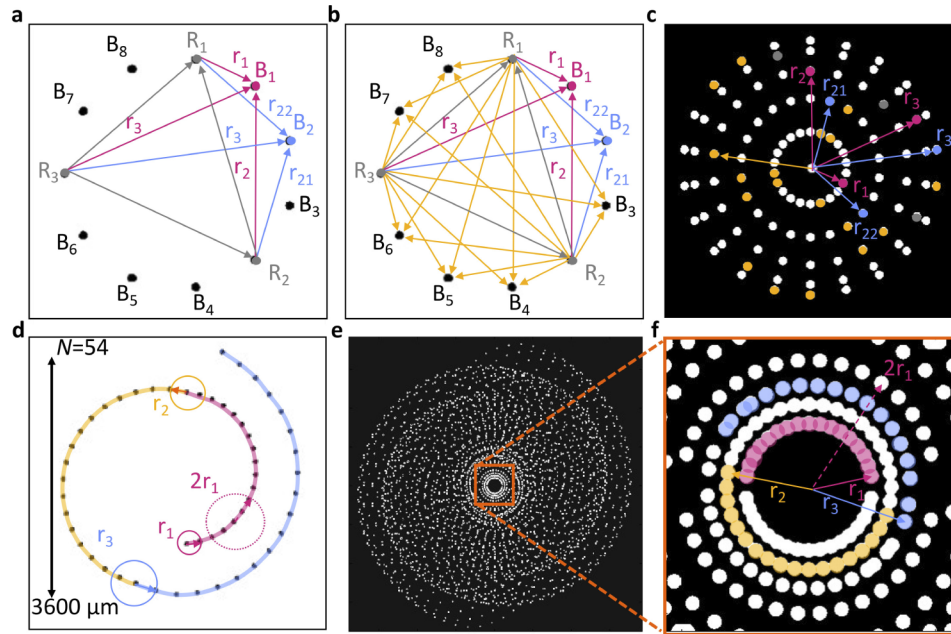 a
B₈
R₁
r₁
B₁
B₇
r₂₂
B₂
r₃
r₃
r₂
r₂₁
R₃
B₃
B₆
R₂
B₅
B₄
b
B₈
R₁
r₁
B₁
B₇
r₂₂
B₂
r₃
r₃
r₂
r₂₁
R₃
B₃
B₆
R₂
B₅
B₄
c
r₂
r₂₁
r₃
r₃
r₁
r₂₂
d
N=54
r₂
2r₁
r₁
r₃
3600 µm
e
f
2r₁
r₂
r₁
r₃